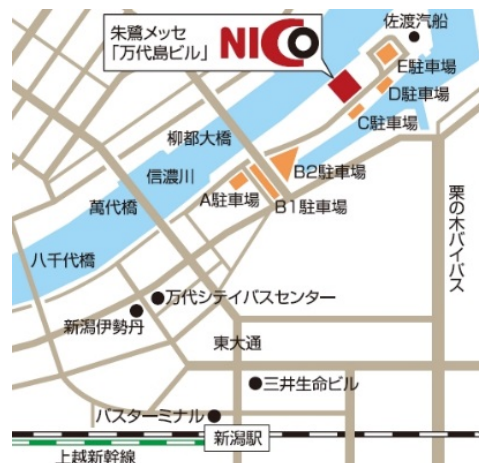 朱鷺メッセ
「万代島ビル」
NICO
佐渡汽船
E駐車場
D駐車場
C駐車場
柳都大橋
信濃川
B2駐車場
A駐車場
B1駐車場
萬代橋
八千代橋
栗の木バイパス
万代シテイバスセンター
新潟伊勢丹
東大通
三井生命ビル
バスターミナル
新潟駅
上越新幹線